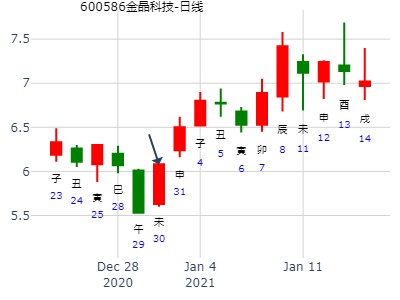 600586金晶科技-日线
7.5
7
6.5
6
5.5
子
23
丑
24
寅
25
巳
28
午
29
未
30
申
31
子
4
丑
5
寅
6
卯
7
辰
8
未
11
申
12
酉
13
戌
14
Dec 28
2020
Jan 4
2021
Jan 11